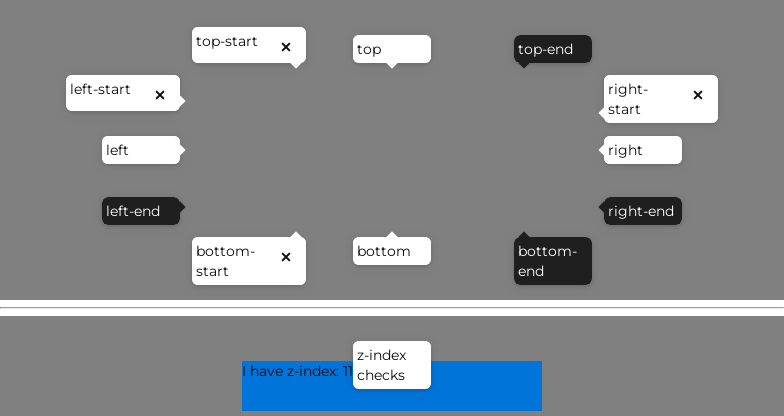 top-start ×
top
top-end
left-start ×
right-
start ×
left
right
left-end
right-end
bottom-
start ×
bottom
bottom-
end
z-index
checks
I have z-index: 11